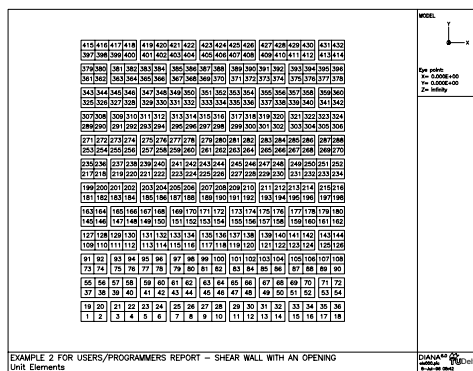 MODEL
Y
X
Eye point:
X= 0.000E+00
Y= 0.000E+00
Z= infinity
415 416 417 418 419 420 421 422 423 424 425 426 427 428 429 430 431 432
397 398 399 400 401 402 403 404 405 406 407 408 409 410 411 412 413 414
379 380 381 382 383 384 385 386 387 388 389 390 391 392 393 394 395 396
361 362 363 364 365 366 367 368 369 370 371 372 373 374 375 376 377 378
343 344 345 346 347 348 349 350 351 352 353 354 355 356 357 358 359 360
325 326 327 328 329 330 331 332 333 334 335 336 337 338 339 340 341 342
307 308 309 310 311 312 313 314 315 316 317 318 319 320 321 322 323 324
289 290 291 292 293 294 295 296 297 298 299 300 301 302 303 304 305 306
271 272 273 274 275 276 277 278 279 280 281 282 283 284 285 286 287 288
253 254 255 256 257 258 259 260 261 262 263 264 265 266 267 268 269 270
235 236 237 238 239 240 241 242 243 244 245 246 247 248 249 250 251 252
217 218 219 220 221 222 223 224 225 226 227 228 229 230 231 232 233 234
199 200 201 202 203 204 205 206 207 208 209 210 211 212 213 214 215 216
181 182 183 184 185 186 187 188 189 190 191 192 193 194 195 196 197 198
163 164 165 166 167 168 169 170 171 172 173 174 175 176 177 178 179 180
145 146 147 148 149 150 151 152 153 154 155 156 157 158 159 160 161 162
127 128 129 130 131 132 133 134 135 136 137 138 139 140 141 142 143 144
109 110 111 112 113 114 115 116 117 118 119 120 121 122 123 124 125 126
91 92 93 94 95 96 97 98 99 100 101 102 103 104 105 106 107 108
73 74 75 76 77 78 79 80 81 82 83 84 85 86 87 88 89 90
55 56 57 58 59 60 61 62 63 64 65 66 67 68 69 70 71 72
37 38 39 40 41 42 43 44 45 46 47 48 49 50 51 52 53 54
19 20 21 22 23 24 25 26 27 28 29 30 31 32 33 34 35 36
1 2 3 4 5 6 7 8 9 10 11 12 13 14 15 16 17 18
EXAMPLE 2 FOR USERS/PROGRAMMERS REPORT – SHEAR WALL WITH AN OPENING
Unit Elements
DIANA